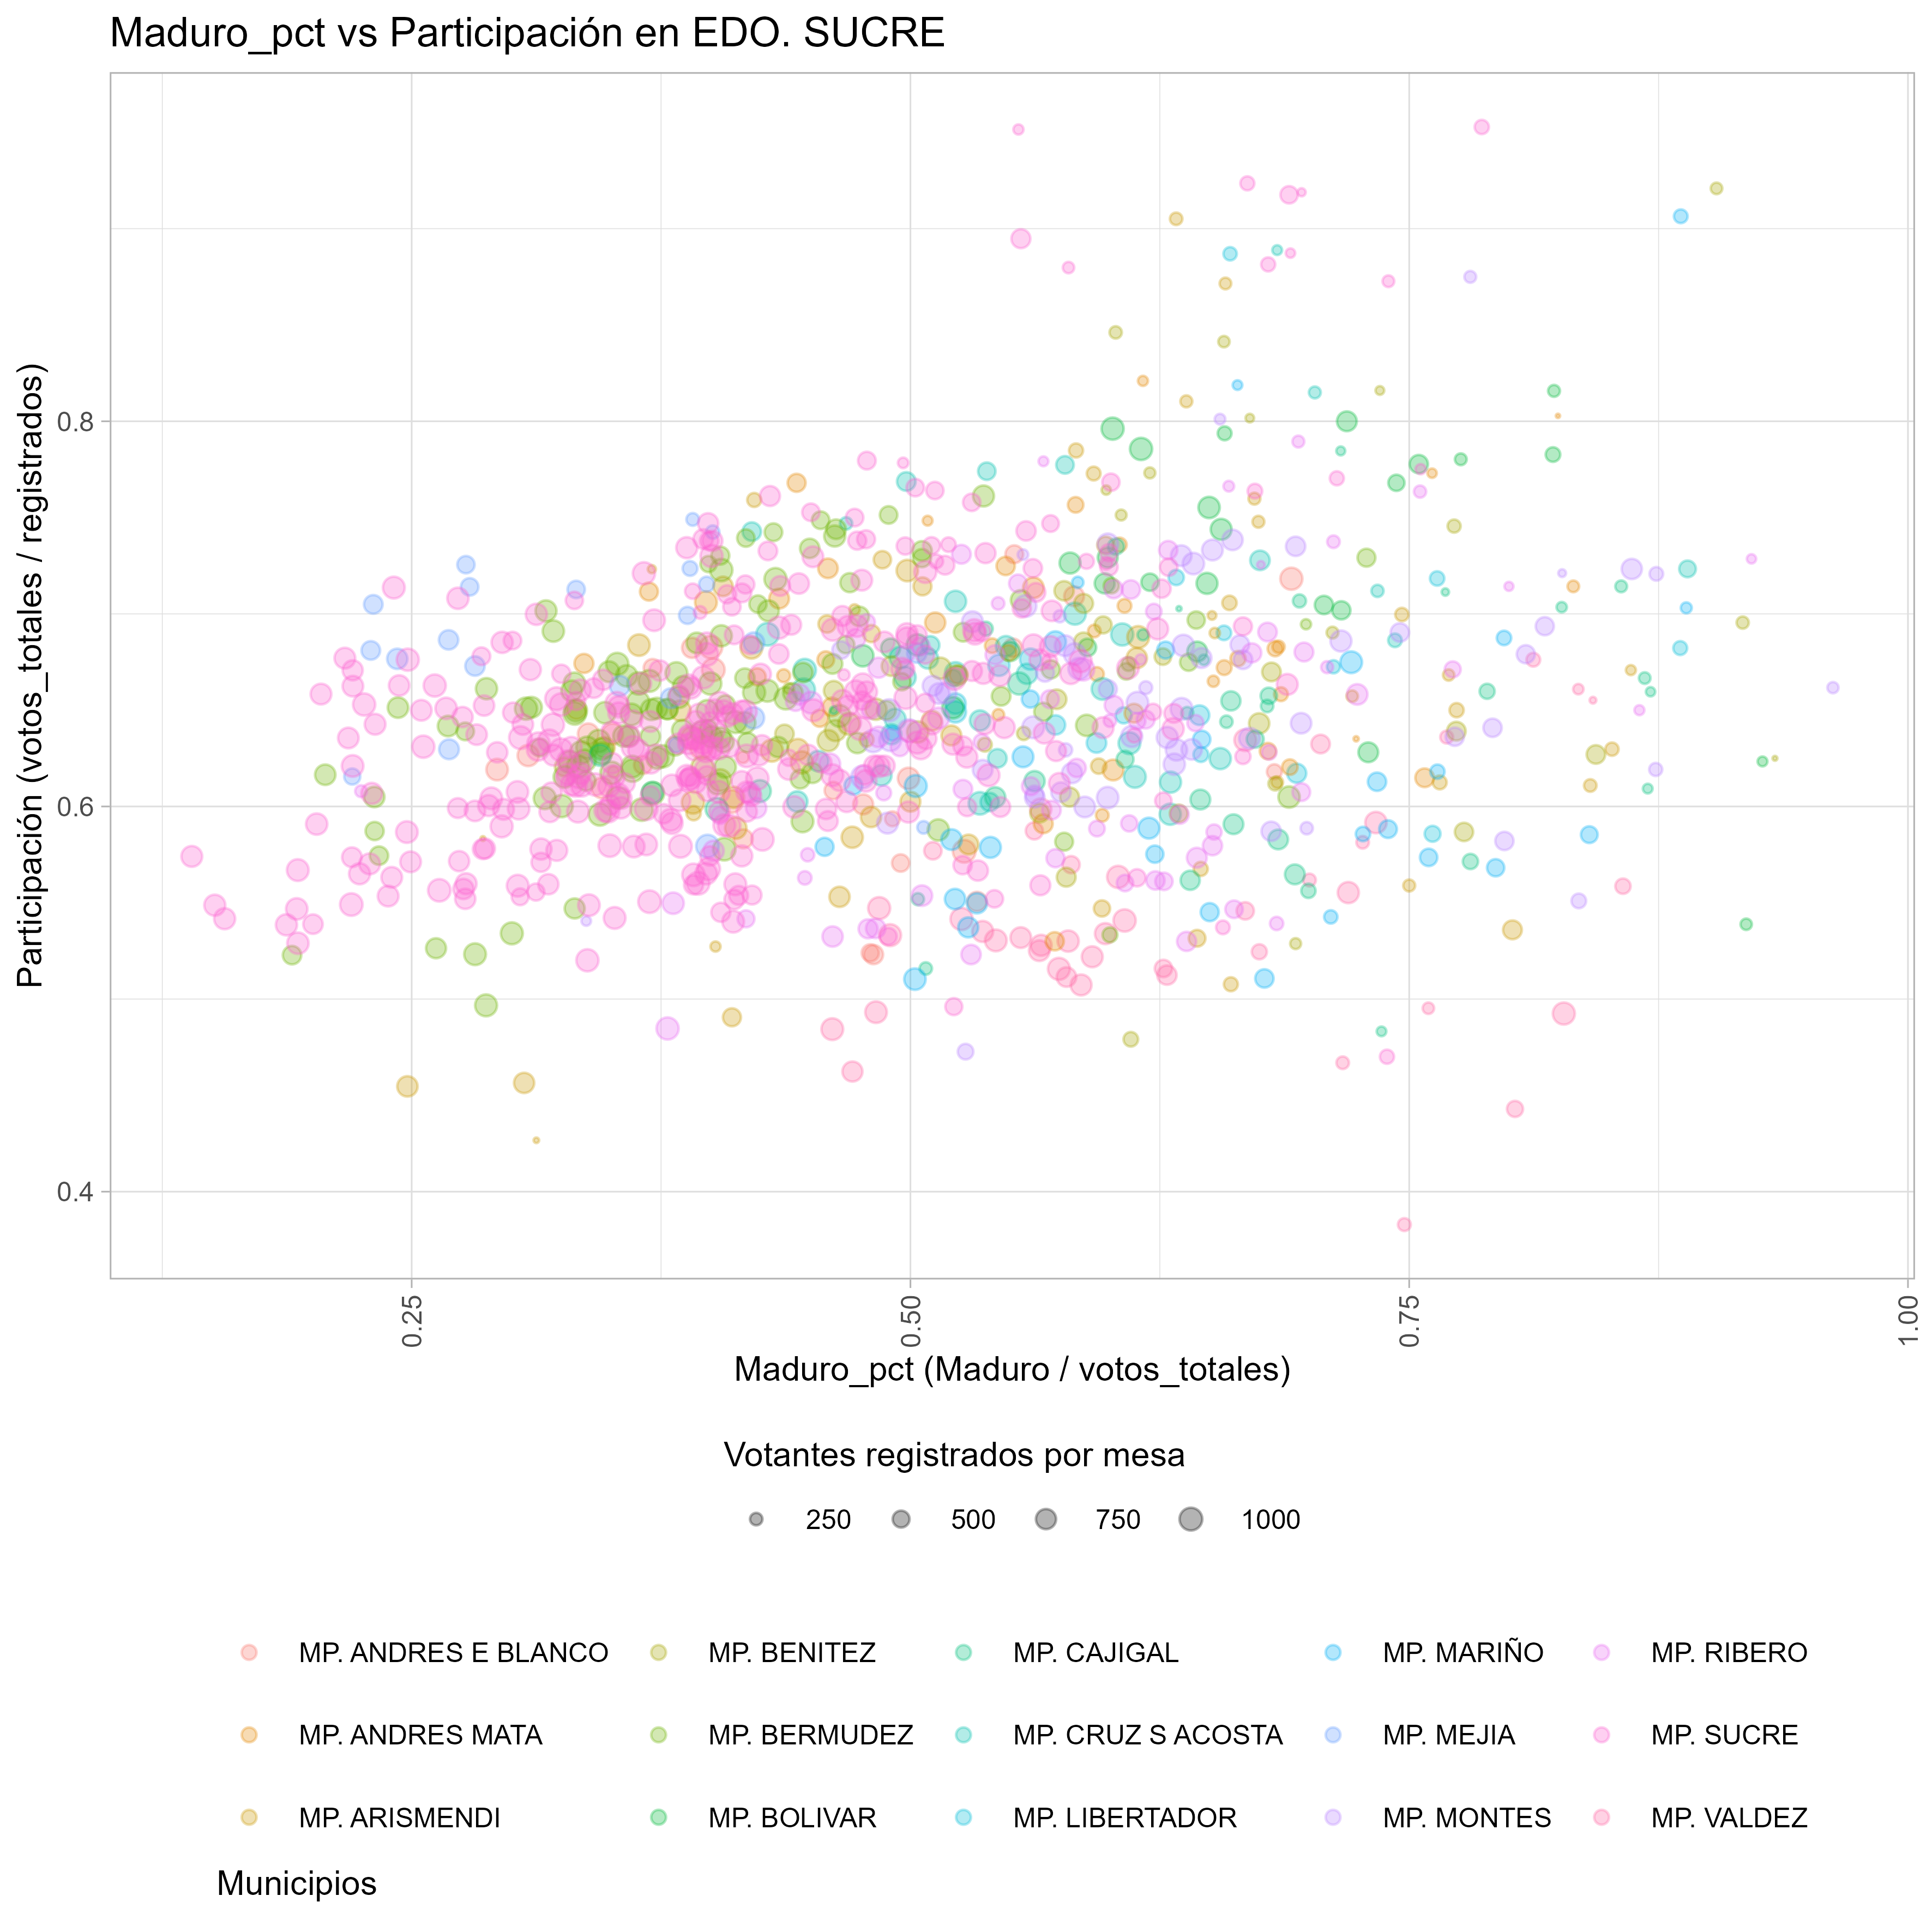 Maduro_pct vs Participación en EDO. SUCRE
Participación (votos_totales / registrados)
0.8
0.6
0.4
0.25
0.50
0.75
1.00
Maduro_pct (Maduro / votos_totales)
Votantes registrados por mesa
250 500 750 1000
MP. ANDRES E BLANCO MP. BENITEZ MP. CAJIGAL MP. MARIÑO MP. RIBERO
MP. ANDRES MATA MP. BERMUDEZ MP. CRUZ S ACOSTA MP. MEJIA MP. SUCRE
MP. ARISMENDI MP. BOLIVAR MP. LIBERTADOR MP. MONTES MP. VALDEZ
Municipios